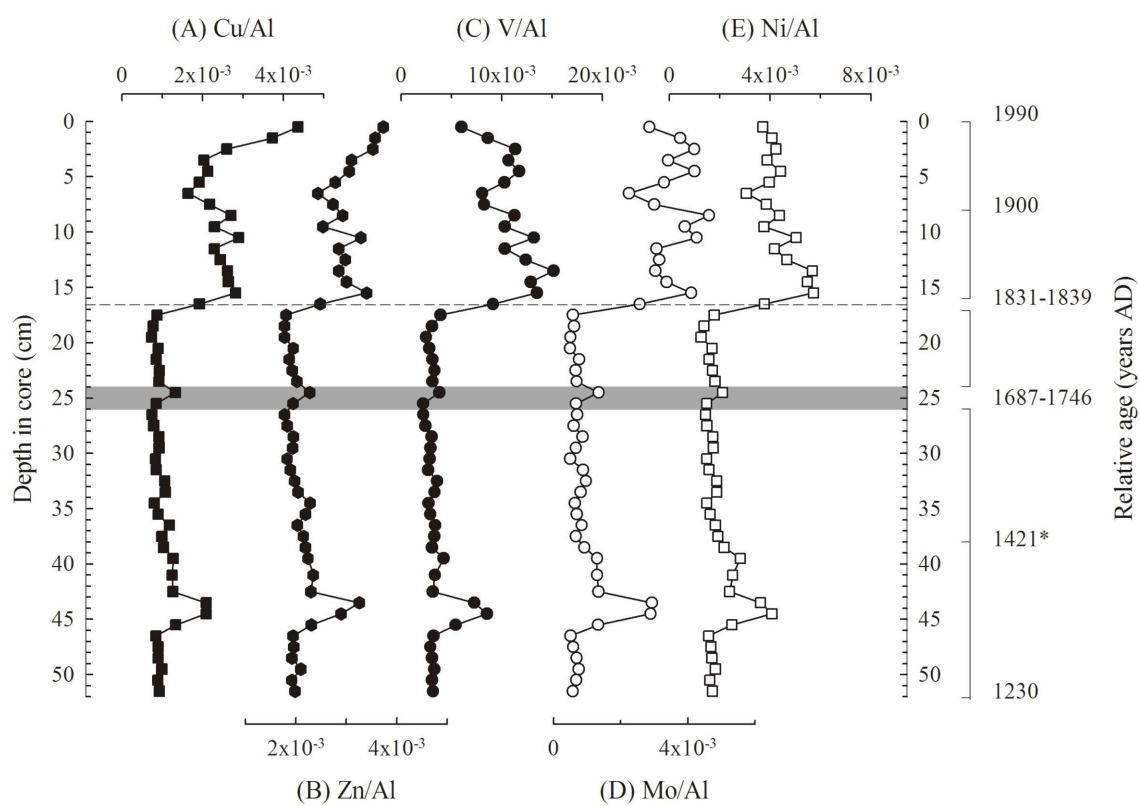 (A) Cu/Al (C) V/Al (E) Ni/Al
0 2x10⁻³ 4x10⁻³ 0 10x10⁻³ 20x10⁻³ 0 4x10⁻³ 8x10⁻³
0 0 1990
5 5
10 10 1900
15 15
1831-1839
20 20
25 25 1687-1746
30 30
35 35
1421*
40 40
45 45
50 50
1230
Depth in core (cm)
Relative age (years AD)
2x10⁻³ 4x10⁻³ 0 4x10⁻³
(B) Zn/Al (D) Mo/Al